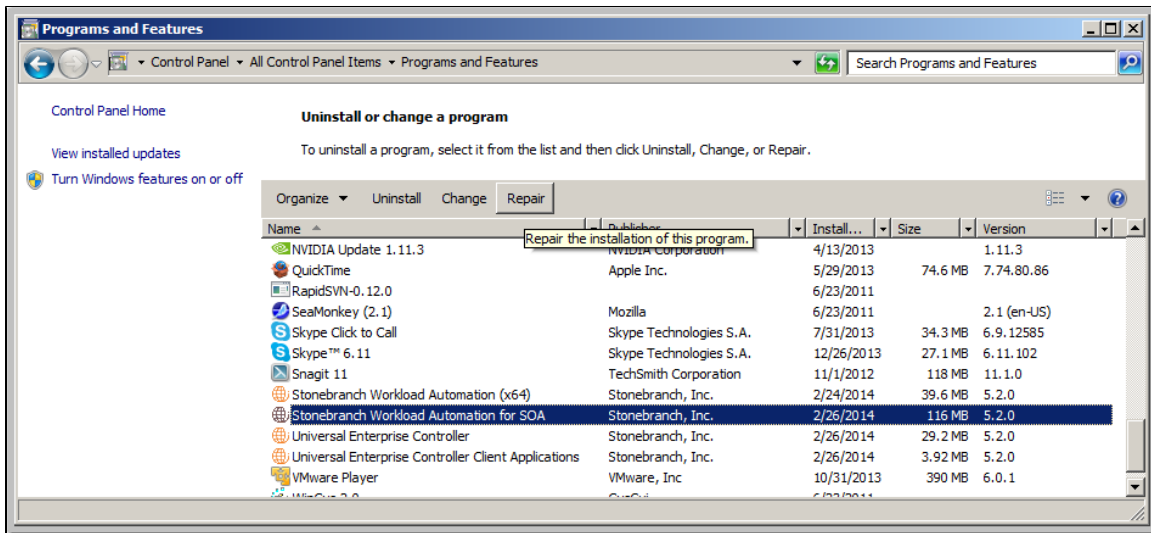 Programs and Features
Control Panel All Control Panel Items Programs and Features Search Programs and Features
Control Panel Home
Uninstall or change a program
View installed updates
To uninstall a program, select it from the list and then click Uninstall, Change, or Repair.
Turn Windows features on or off
Organize Uninstall Change Repair
Name Publisher Install... Size Version
Repair the installation of this program.
NVIDIA Update 1.11.3 NVIDIA Corporation 4/13/2013 1.11.3
QuickTime Apple Inc. 5/29/2013 74.6 MB 7.74.80.86
RapidSVN-0.12.0 6/23/2011
SeaMonkey (2.1) Mozilla 6/23/2011 2.1 (en-US)
Skype Click to Call Skype Technologies S.A. 7/31/2013 34.3 MB 6.9.12585
Skype™ 6.11 Skype Technologies S.A. 12/26/2013 27.1 MB 6.11.102
Snagit 11 TechSmith Corporation 11/1/2012 118 MB 11.1.0
Stonebranch Workload Automation (x64) Stonebranch, Inc. 2/24/2014 39.6 MB 5.2.0
Stonebranch Workload Automation for SOA Stonebranch, Inc. 2/26/2014 116 MB 5.2.0
Universal Enterprise Controller Stonebranch, Inc. 2/26/2014 29.2 MB 5.2.0
Universal Enterprise Controller Client Applications Stonebranch, Inc. 2/26/2014 3.92 MB 5.2.0
VMware Player VMware, Inc 10/31/2013 390 MB 6.0.1